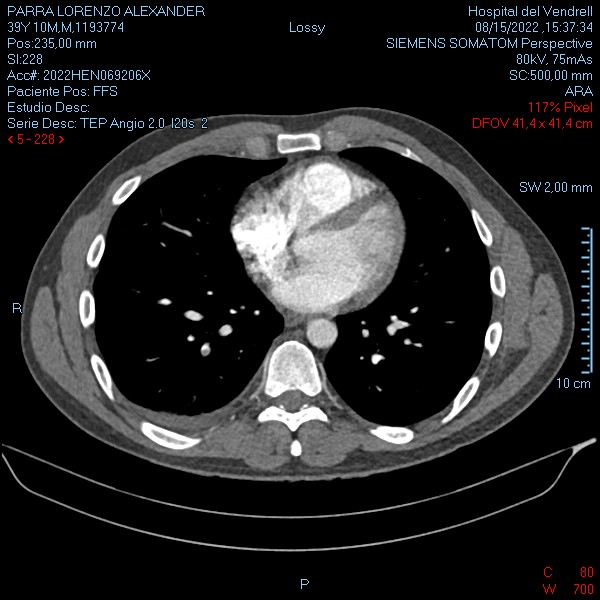 PARRA LORENZO ALEXANDER
39Y 10M,M,1193774
Pos:235,00 mm
SI:228
Acc#: 2022HEN069206X
Paciente Pos: FFS
Estudio Desc:
Serie Desc: TEP Angio 2.0 I20s 2
< 5 - 228 >
Lossy
Hospital del Vendrell
08/15/2022 ,15:37:34
SIEMENS SOMATOM Perspective
80kV, 75mAs
SC:500,00 mm
ARA
117% Pixel
DFOV 41,4 x 41,4 cm
SW 2,00 mm
R
10 cm
P
C 80
W 700